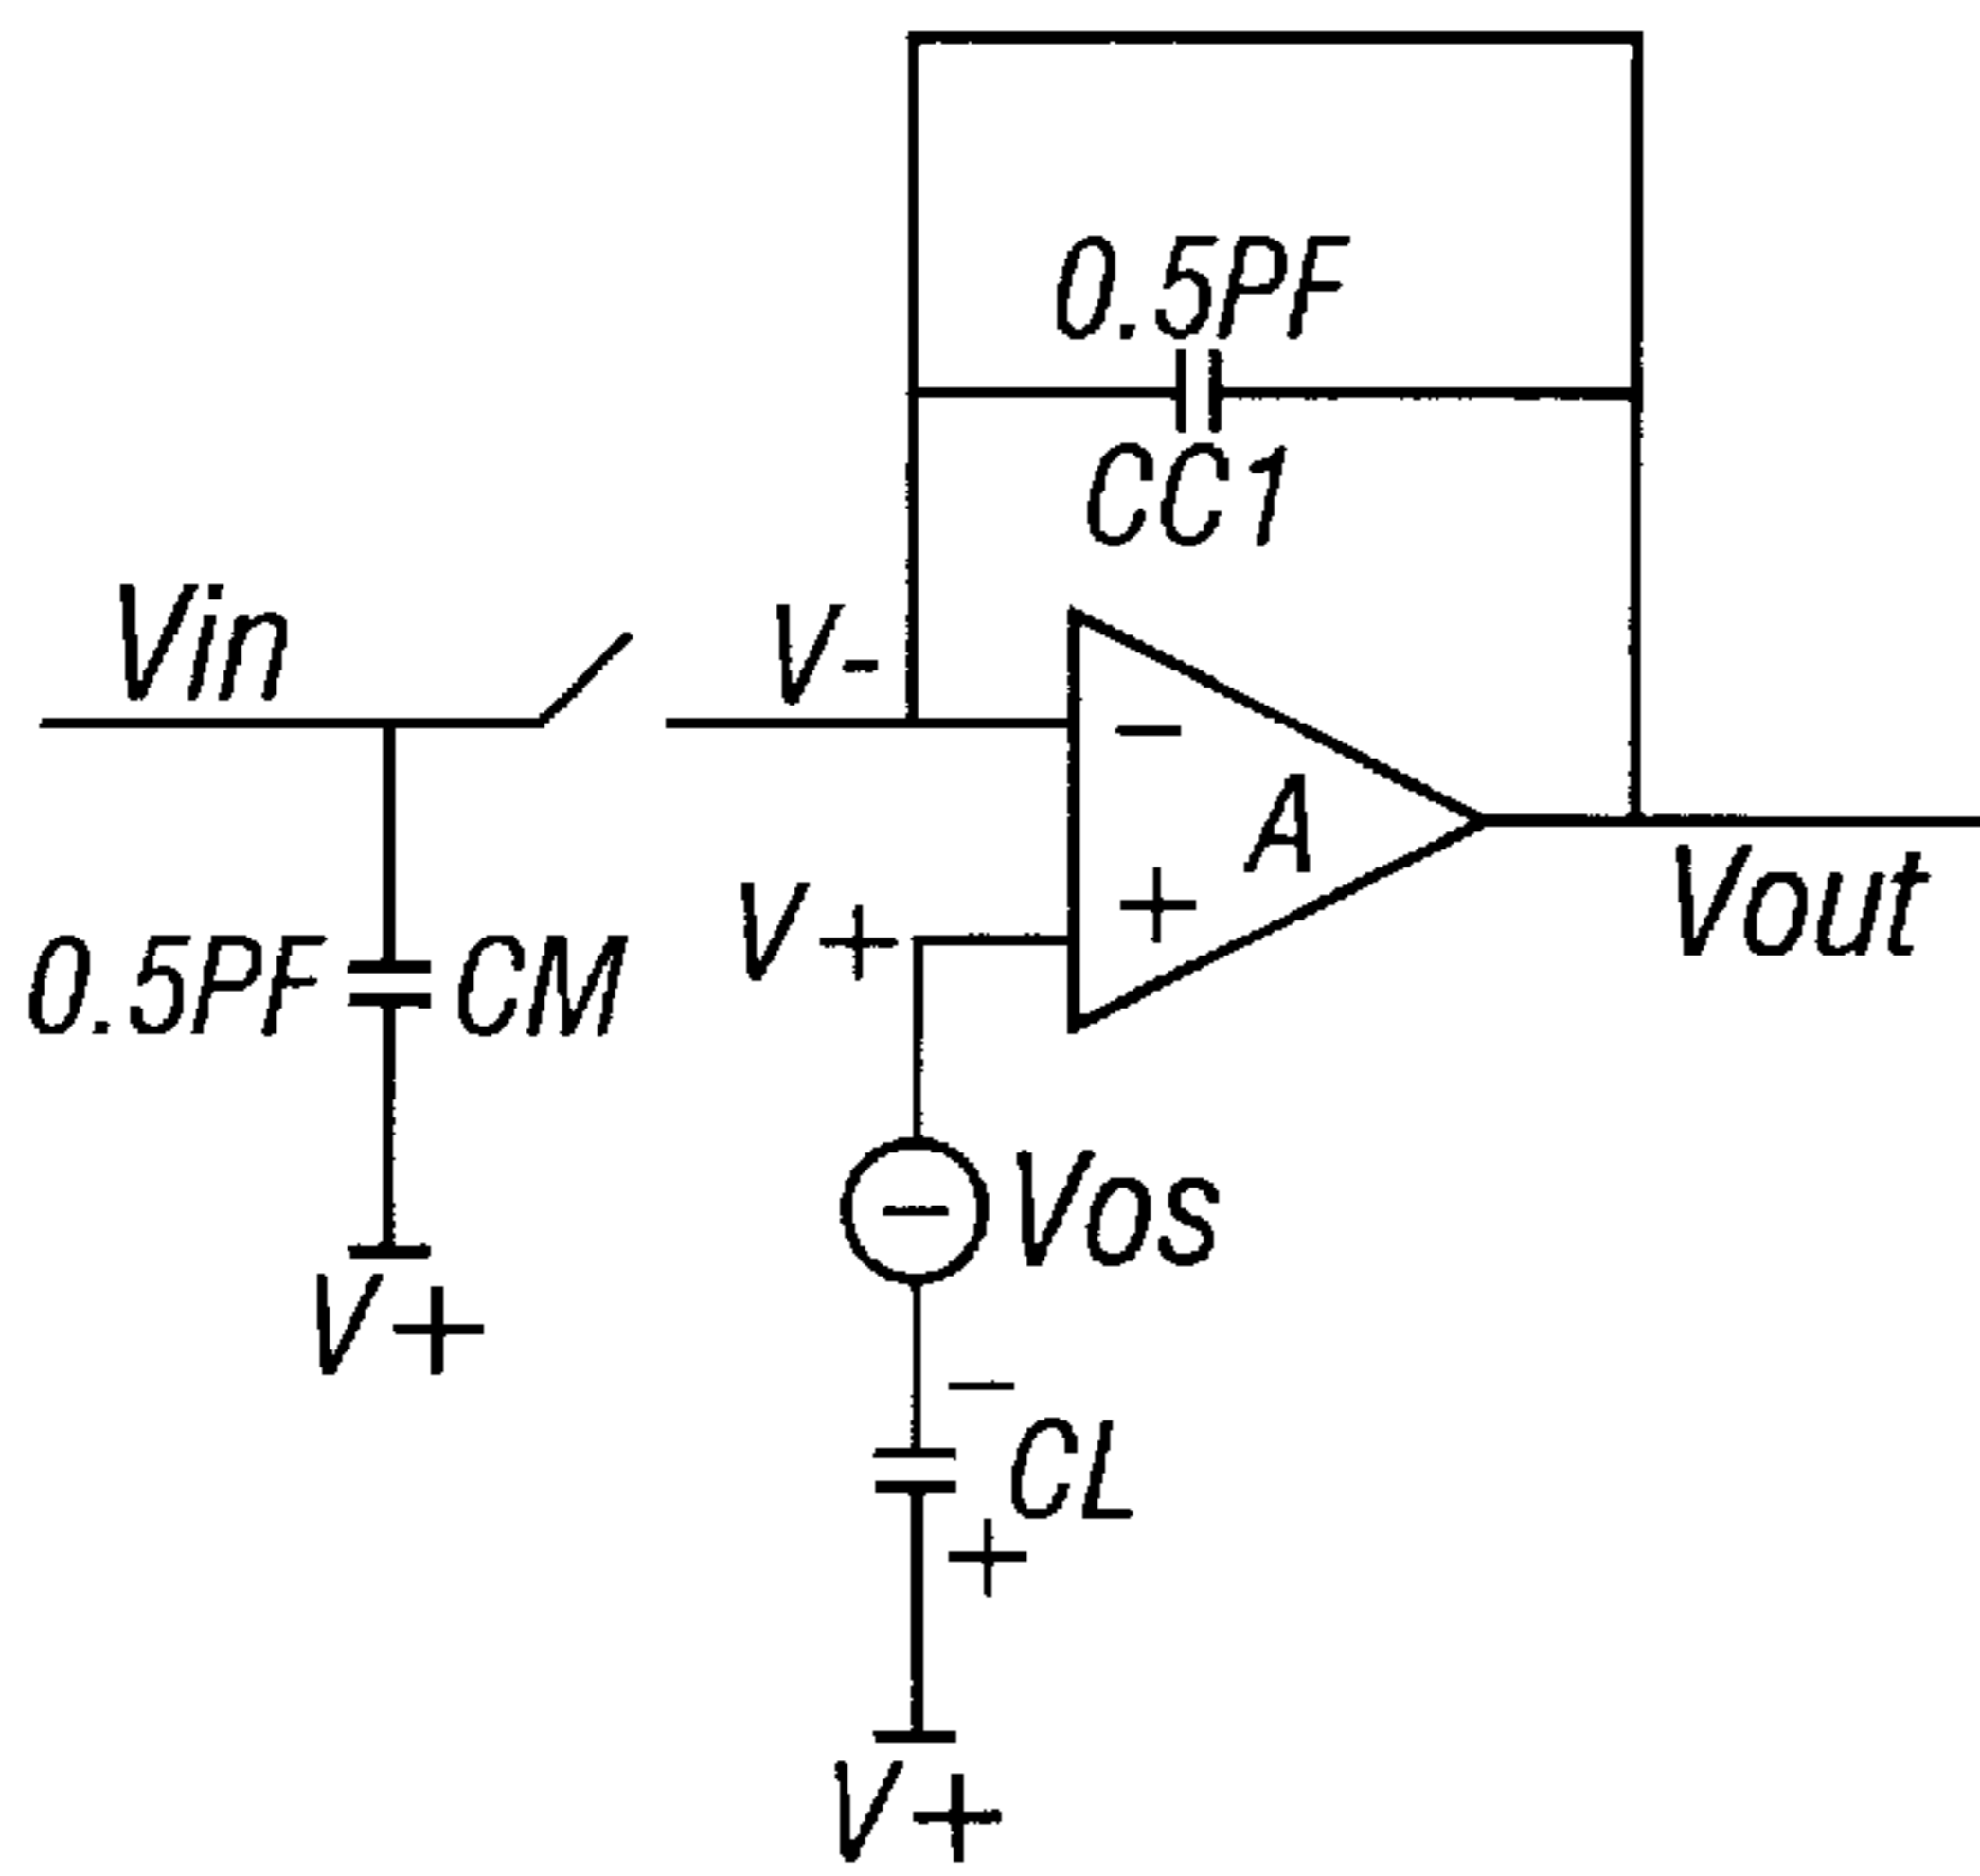 0.5PF
CC1
Vin
V-
−
A
V+
+
Vout
0.5PF CM
− Vos
−
CL
+
V+
V+